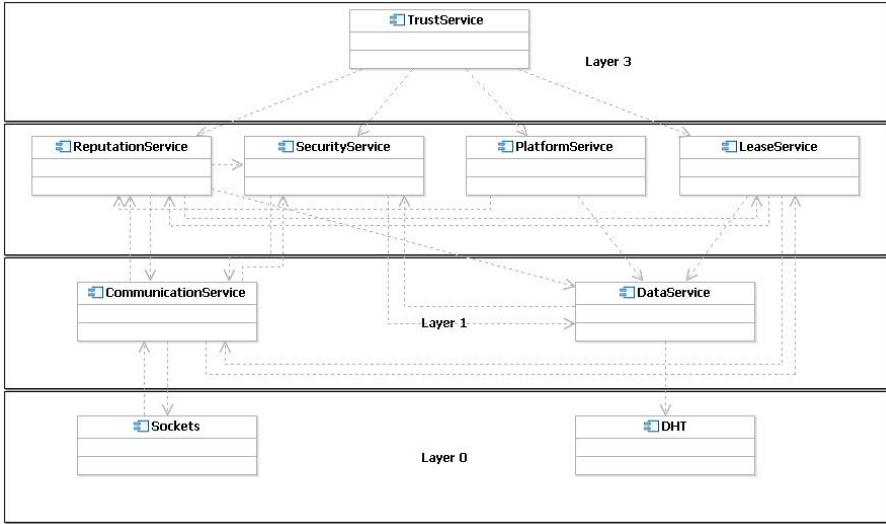 TrustService
Layer 3
ReputationService
SecurityService
PlatformSerivce
LeaseService
CommunicationService
DataService
Layer 1
Sockets
DHT
Layer 0